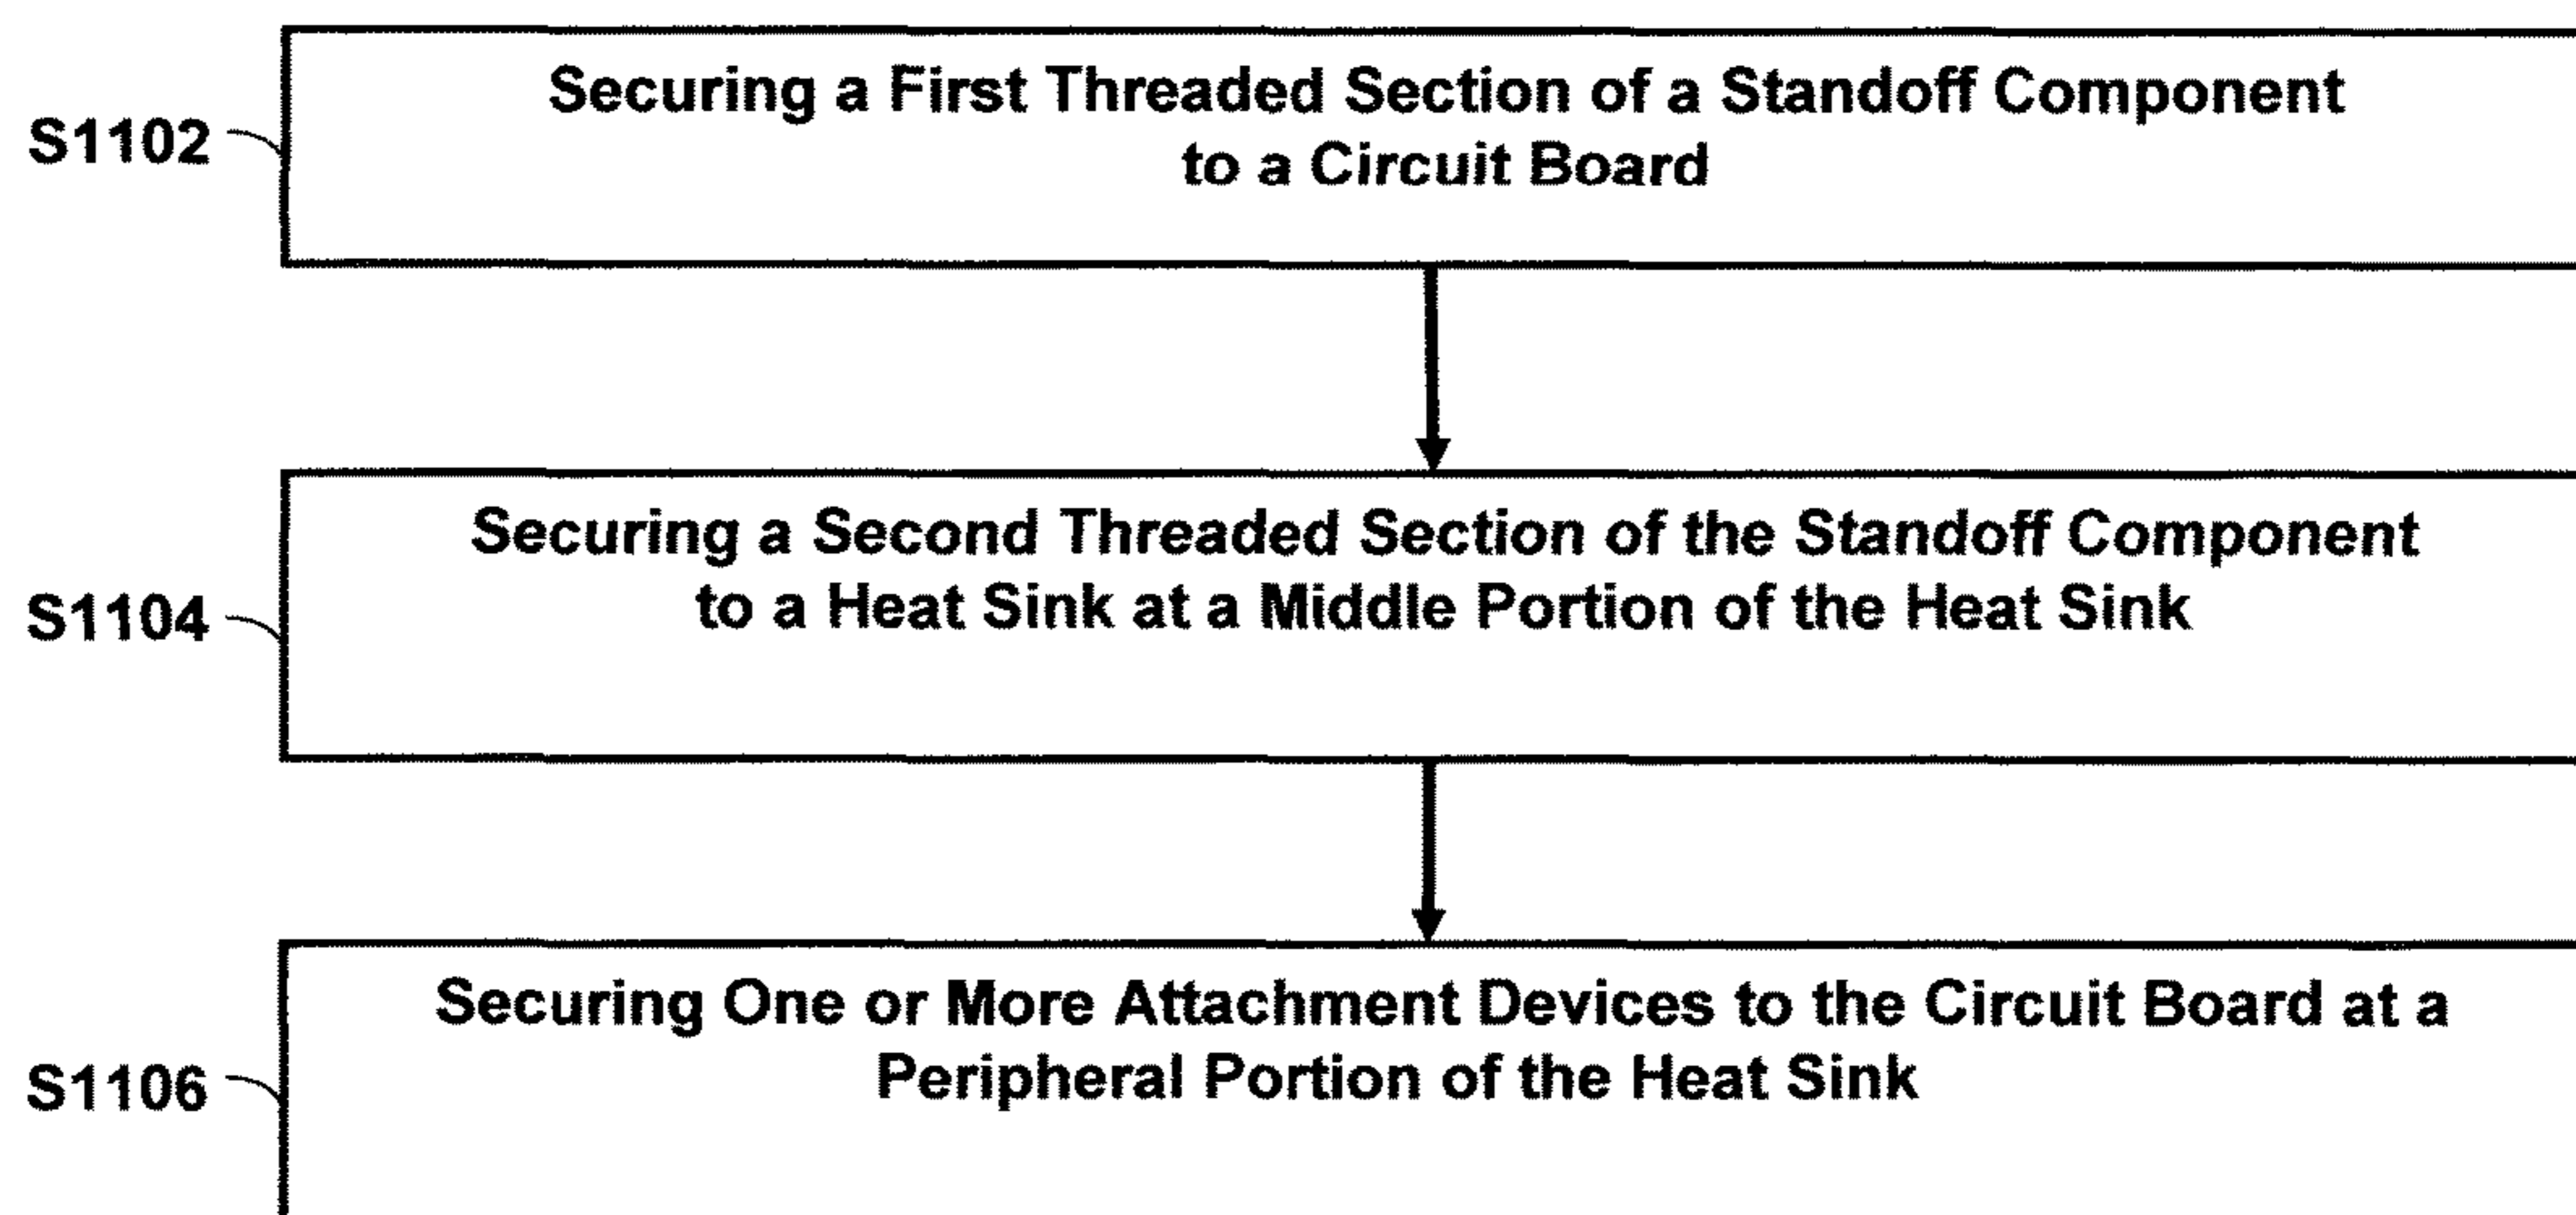 Securing a First Threaded Section of a Standoff Component
to a Circuit Board
S1102
Securing a Second Threaded Section of the Standoff Component
to a Heat Sink at a Middle Portion of the Heat Sink
S1104
Securing One or More Attachment Devices to the Circuit Board at a
Peripheral Portion of the Heat Sink
S1106